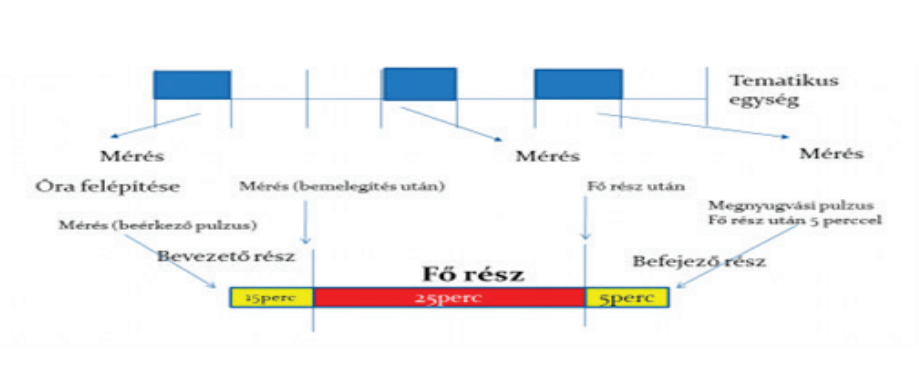 Tematikus
egység
Mérés
Mérés
Mérés
Óra felépítése
Mérés (bemelegítés után)
Fő rész után
Megnyugvási pulzus
Fő rész után 5 perccel
Mérés (beérkező pulzus)
Bevezető rész
Befejező rész
Fő rész
15perc
25perc
5perc